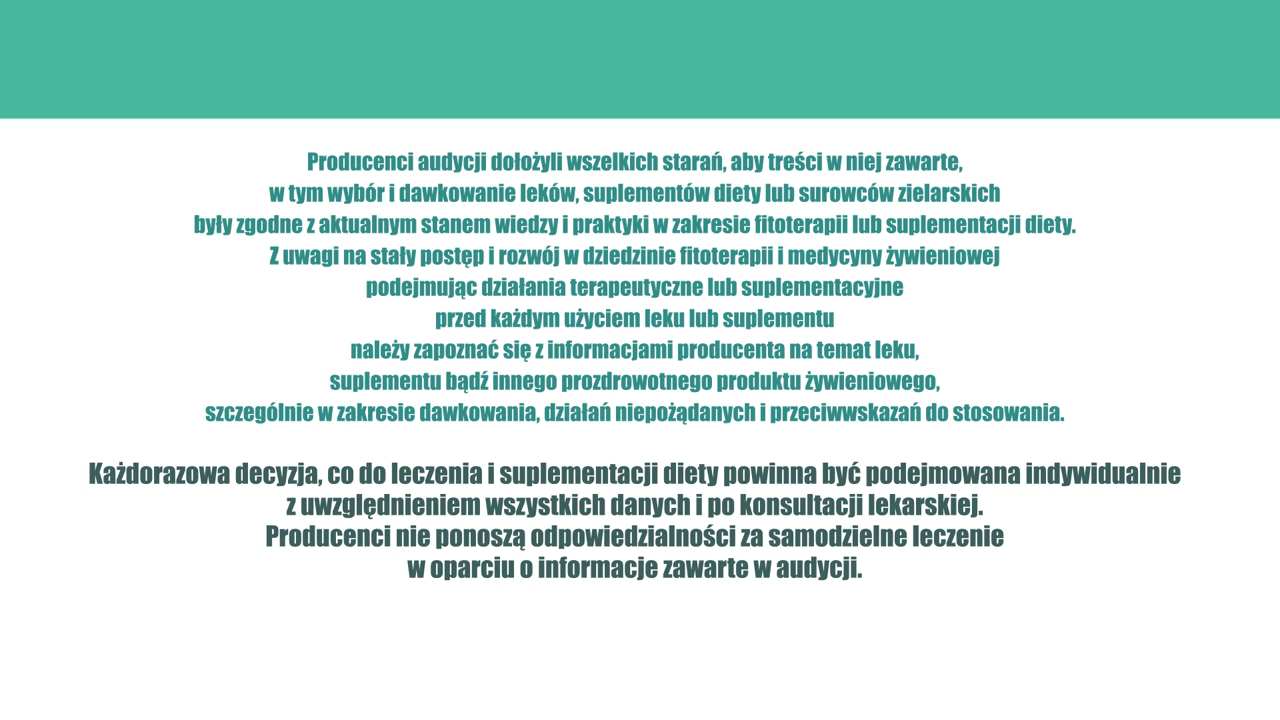 Producenci audycji dołożyli wszelkich starań, aby treści w niej zawarte,
w tym wybór i dawkowanie leków, suplementów diety lub surowców zielarskich
były zgodne z aktualnym stanem wiedzy i praktyki w zakresie fitoterapii lub suplementacji diety.
Z uwagi na stały postęp i rozwój w dziedzinie fitoterapii i medycyny żywieniowej
podejmując działania terapeutyczne lub suplementacyjne
przed każdym użyciem leku lub suplementu
należy zapoznać się z informacjami producenta na temat leku,
suplementu bądź innego prozdrowotnego produktu żywieniowego,
szczególnie w zakresie dawkowania, działań niepożądanych i przeciwwskazań do stosowania.
Każdorazowa decyzja, co do leczenia i suplementacji diety powinna być podejmowana indywidualnie
z uwzględnieniem wszystkich danych i po konsultacji lekarskiej.
Producenci nie ponoszą odpowiedzialności za samodzielne leczenie
w oparciu o informacje zawarte w audycji.